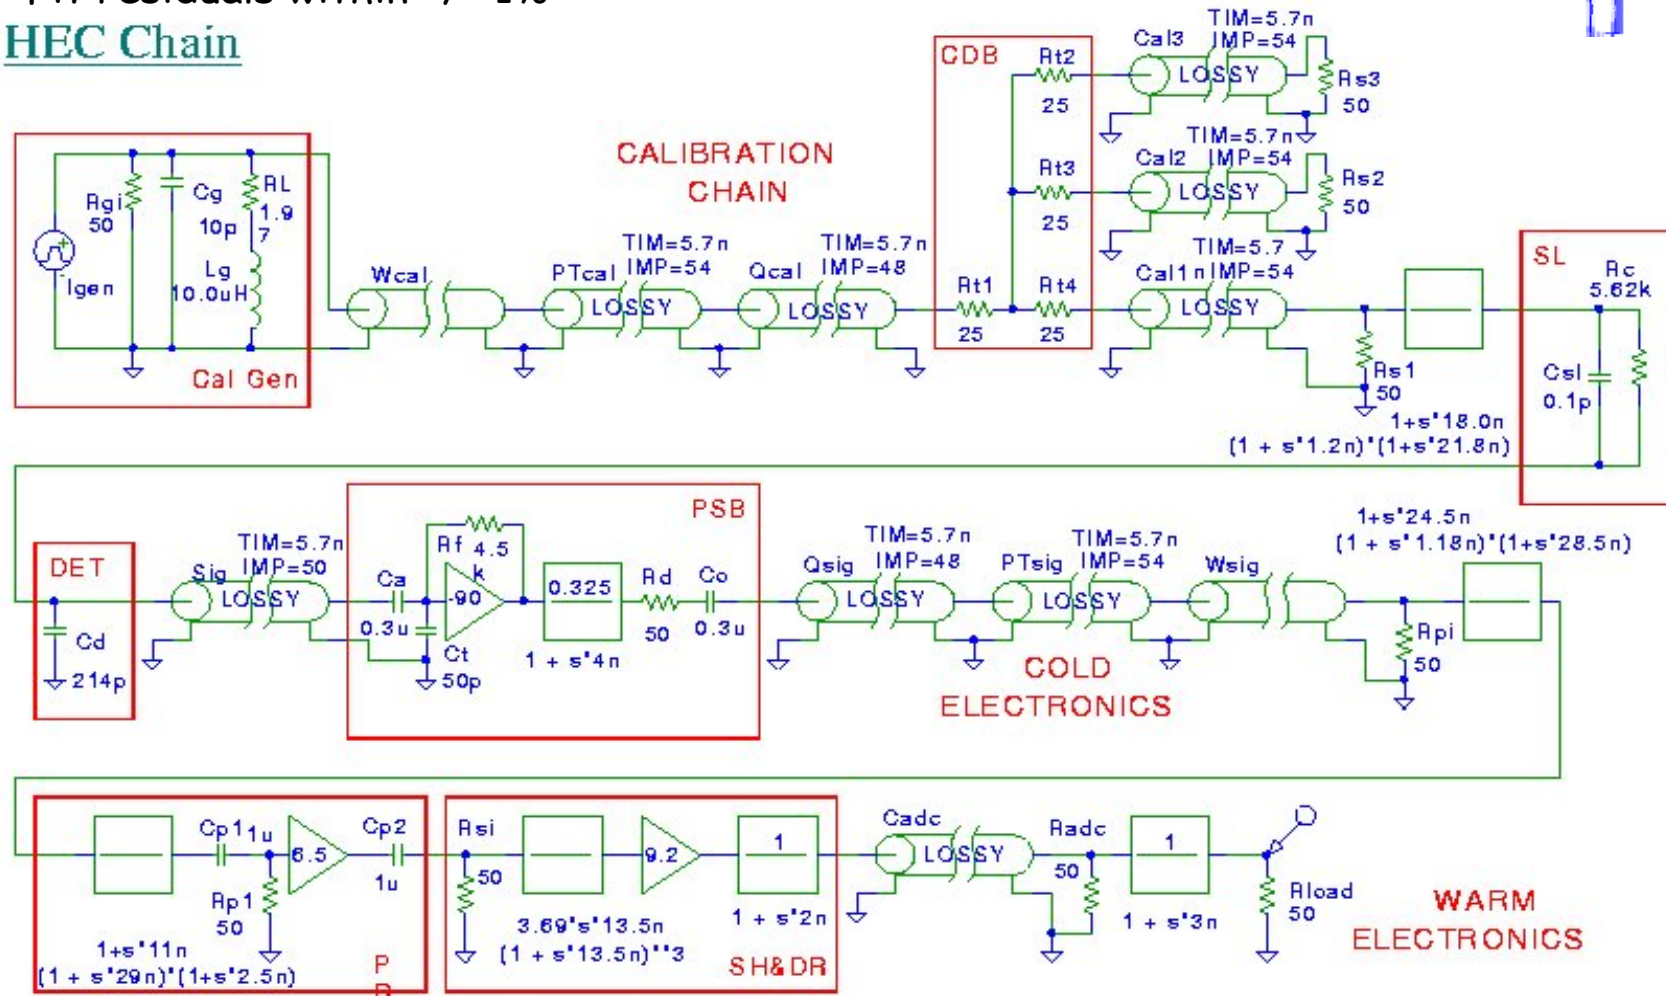 HEC Chain
CDB
Rt2
25
Rt3
25
Rt1
25
Rt4
25
Cal3
TIM=5.7n
IMP=54
LOSSY
Rs3
50
Cal2
TIM=5.7n
IMP=54
LOSSY
Rs2
50
TIM=5.7
Cal1n IMP=54
LOSSY
Rs1
50
CALIBRATION
CHAIN
Igen
Rgi
50
Cg
10p
RL
1.9
7
Lg
10.0uH
Cal Gen
Wcal
PTcal
TIM=5.7n
IMP=54
LOSSY
Qcal
TIM=5.7n
IMP=48
LOSSY
1+s*18.0n
(1 + s*1.2n)*(1+s*21.8n)
SL
Rc
5.62k
Csl
0.1p
DET
Cd
214p
Sig
TIM=5.7n
IMP=50
LOSSY
PSB
Ca
0.3u
Rf 4.5
k
-90
Ct
50p
0.325
1 + s*4n
Rd
50
Co
0.3u
Qsig
TIM=5.7n
IMP=48
LOSSY
PTsig
TIM=5.7n
IMP=54
LOSSY
Wsig
COLD
ELECTRONICS
Rpi
50
1+s*24.5n
(1 + s*1.18n)*(1+s*28.5n)
Cp1 1u
Rp1
50
6.5
Cp2
1u
1+s*11n
(1 + s*29n)*(1+s*2.5n)
P
Rsi
50
9.2
1
3.69*s*13.5n
(1 + s*13.5n)**3
1 + s*2n
SH&DR
Cadc
LOSSY
Radc
50
1
1 + s*3n
Rload
50
WARM
ELECTRONICS